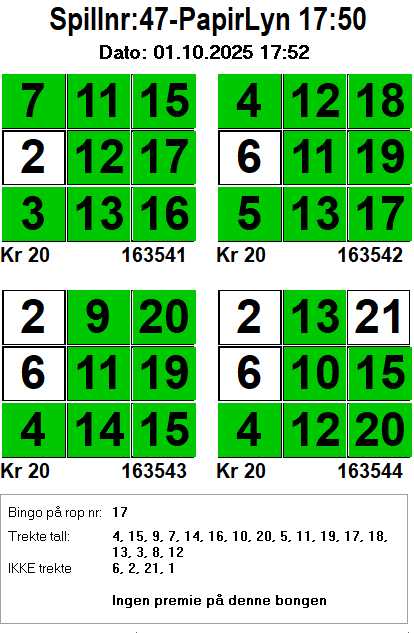 Spillnr:47-PapirLyn 17:50
Dato: 01.10.2025 17:52
7 11 15 4 12 18
2 12 17 6 11 19
3 13 16 5 13 17
Kr 20 163541 Kr 20 163542
2 9 20 2 13 21
6 11 19 6 10 15
4 14 15 4 12 20
Kr 20 163543 Kr 20 163544
Bingo på rop nr: 17
Trekte tall: 4, 15, 9, 7, 14, 16, 10, 20, 5, 11, 19, 17, 18,
13, 3, 8, 12
IKKE trekte 6, 2, 21, 1
Ingen premie på denne bongen